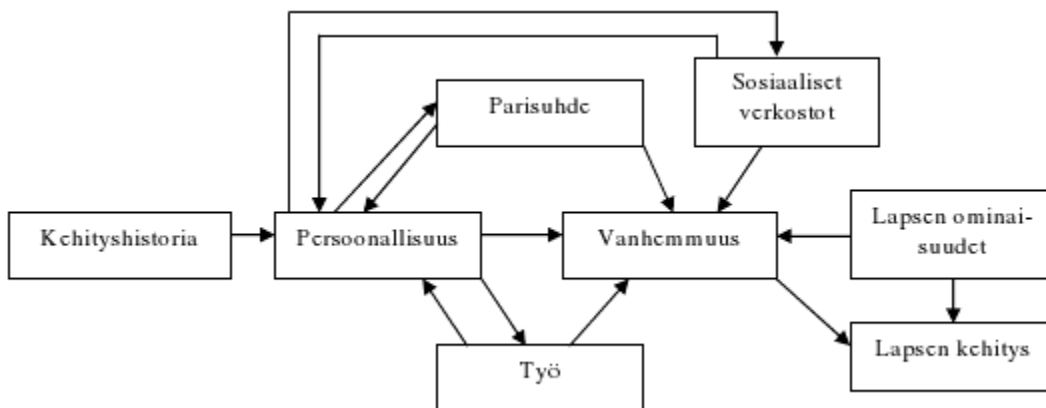 Sosiaaliset
verkostot
Parisuhde
Kehityshistoria
Persoonallisuus
Vanhemmuus
Lapsen ominai-
suudet
Työ
Lapsen kehitys